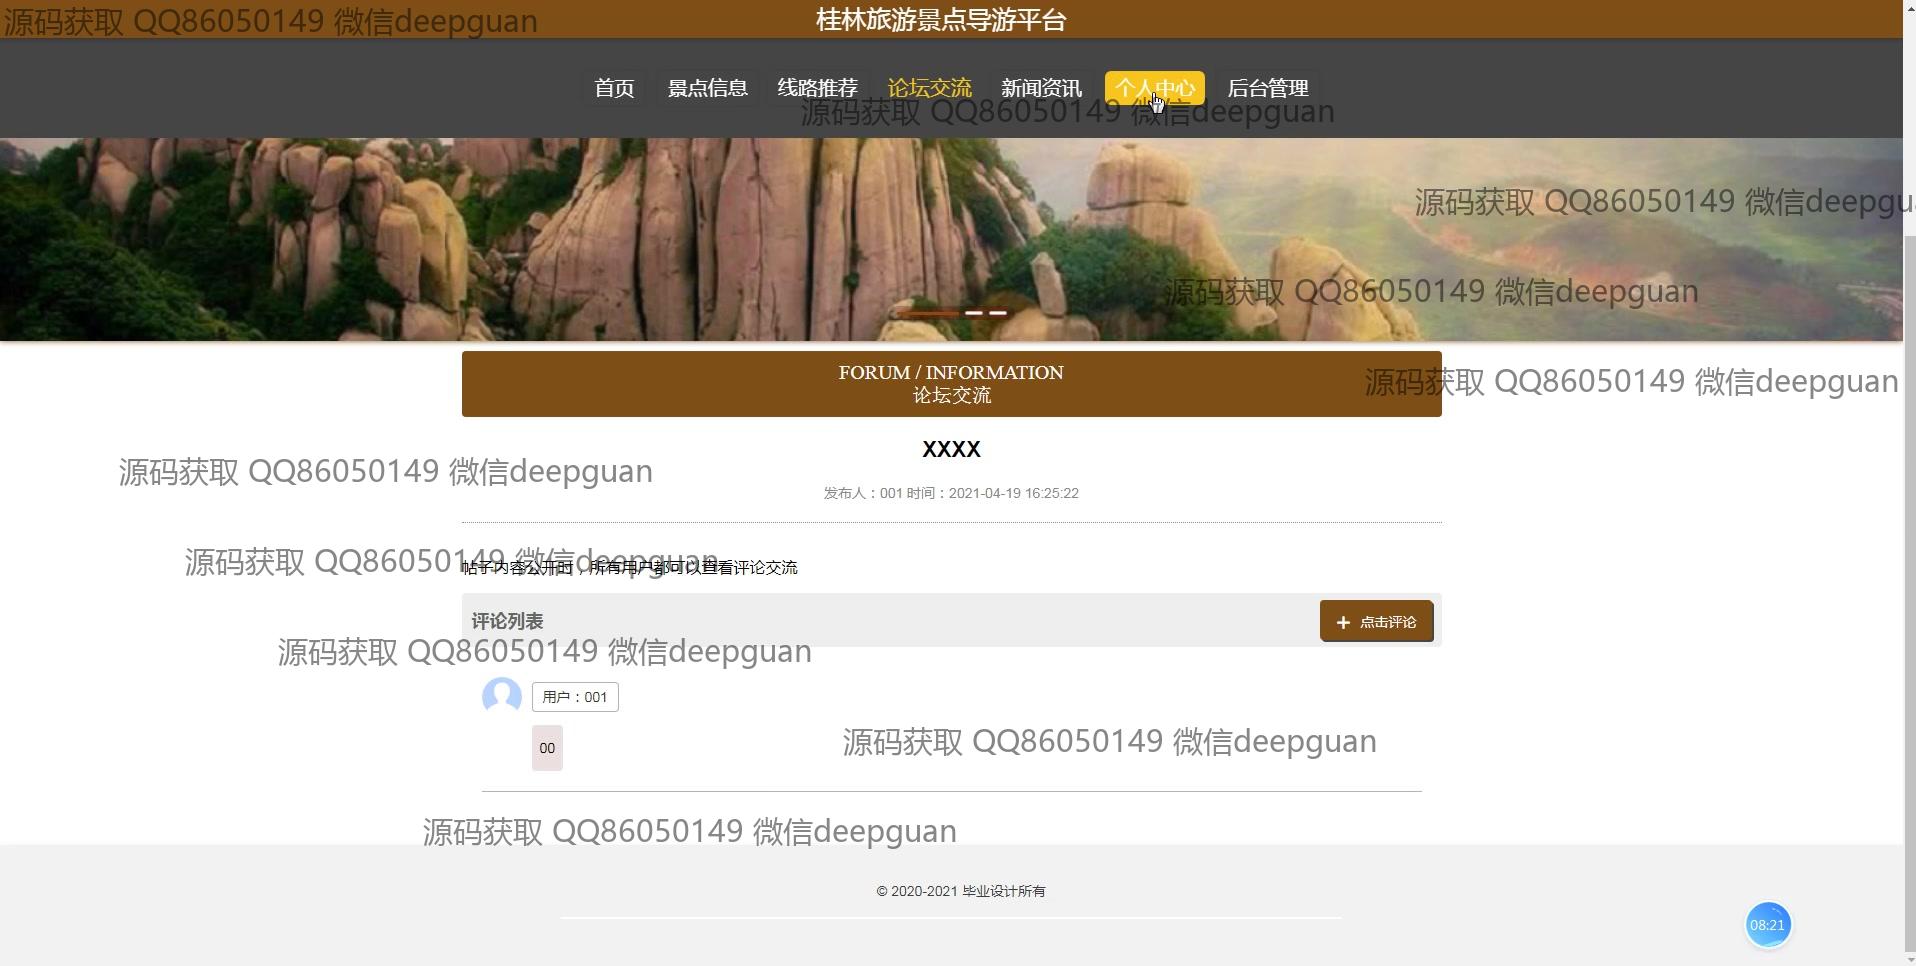 桂林旅游景点导游平台
源码获取 QQ86050149 微信deepguan
首页 景点信息 线路推荐 论坛交流 新闻资讯 个人中心 后台管理
源码获取 QQ86050149 微信deepguan
源码获取 QQ86050149 微信deepgua
源码获取 QQ86050149 微信deepguan
FORUM / INFORMATION
论坛交流
源码获取 QQ86050149 微信deepguan
XXXX
源码获取 QQ86050149 微信deepguan
发布人：001 时间：2021-04-19 16:25:22
源码获取 QQ86050149 微信deepguan
帖子内容公开时，所有用户都可以查看评论交流
评论列表
+ 点击评论
源码获取 QQ86050149 微信deepguan
用户：001
00
源码获取 QQ86050149 微信deepguan
源码获取 QQ86050149 微信deepguan
© 2020-2021 毕业设计所有
08:21